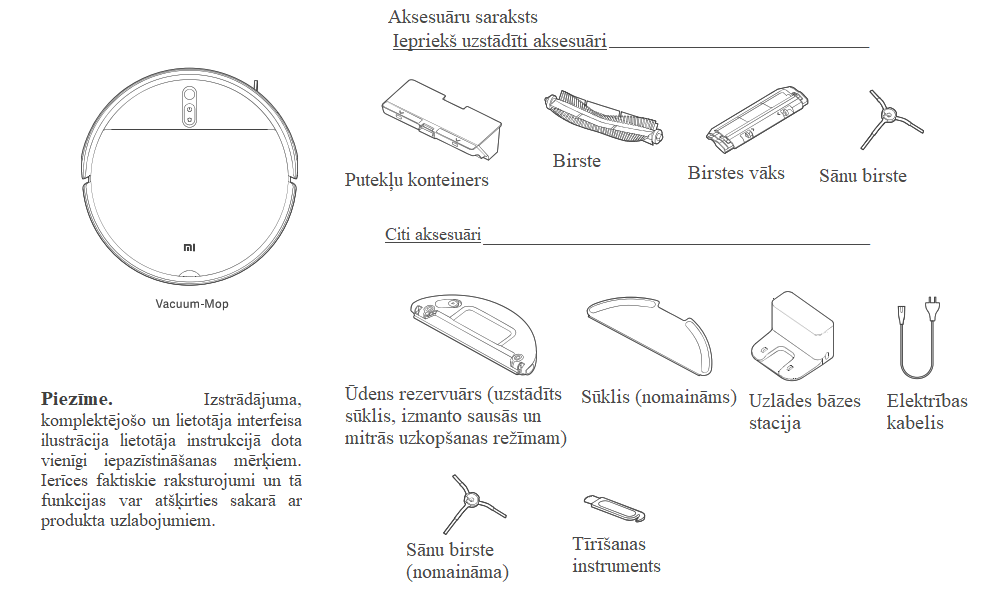 Aksesuāru saraksts
Iepriekš uzstādīti aksesuāri
Putekļu konteiners
Birste
Birstes vāks
Sānu birste
mi
Vacuum-Mop
Citi aksesuāri
Ūdens rezervuārs (uzstādīts
sūklis, izmanto sausās un
mitrās uzkopšanas režīmam)
Sūklis (nomaināms)
Uzlādes bāzes
stacija
Elektrības
kabelis
Piezīme. Izstrādājuma,
komplektējošo un lietotāja interfeisa
ilustrācija lietotāja instrukcijā dota
vienīgi iepazīstināšanas mērķiem.
Ierīces faktiskie raksturojumi un tā
funkcijas var atšķirties sakarā ar
produkta uzlabojumiem.
Sānu birste
(nomaināma)
Tīrīšanas
instruments